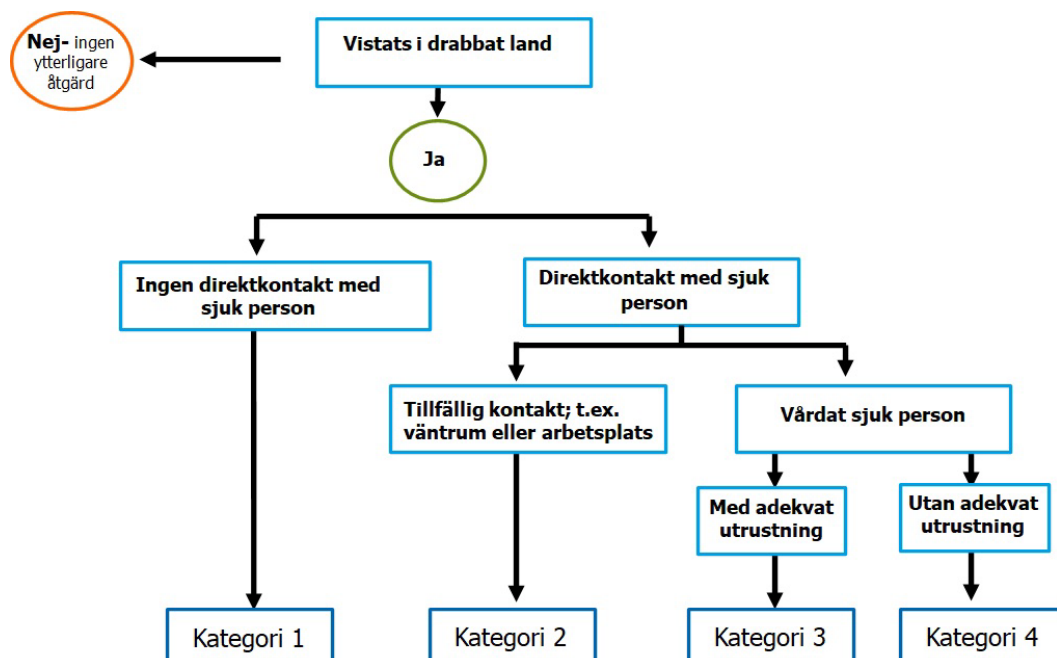 Nej- ingen
ytterligare
åtgärd
Vistats i drabbat land
Ja
Ingen direktkontakt med
sjuk person
Direktkontakt med sjuk
person
Tillfällig kontakt; t.ex.
väntrum eller arbetsplats
Vårdat sjuk person
Med adekvat
utrustning
Utan adekvat
utrustning
Kategori 1
Kategori 2
Kategori 3
Kategori 4